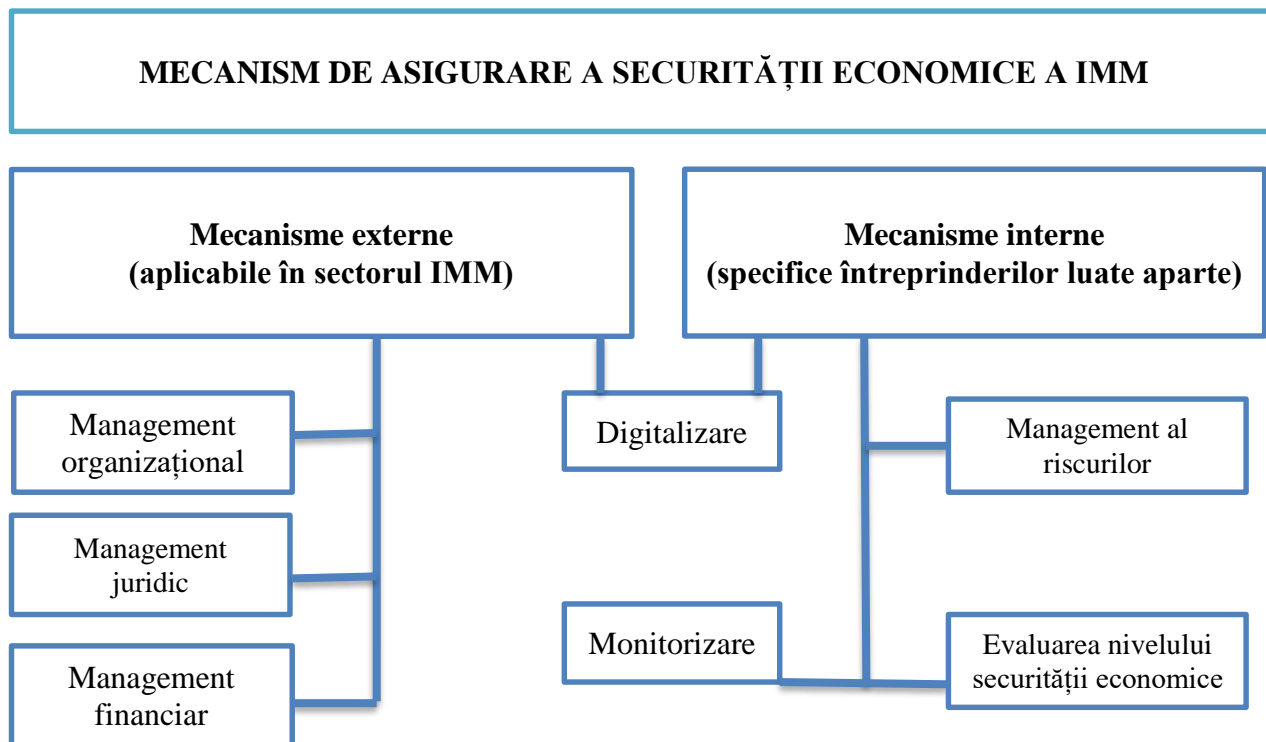 MECANISM DE ASIGURARE A SECURITĂȚII ECONOMICE A IMM
Mecanisme externe
(aplicabile în sectorul IMM)
Mecanisme interne
(specifice întreprinderilor luate aparte)
Management
organizațional
Digitalizare
Management al
riscurilor
Management
juridic
Monitorizare
Evaluarea nivelului
securității economice
Management
financiar